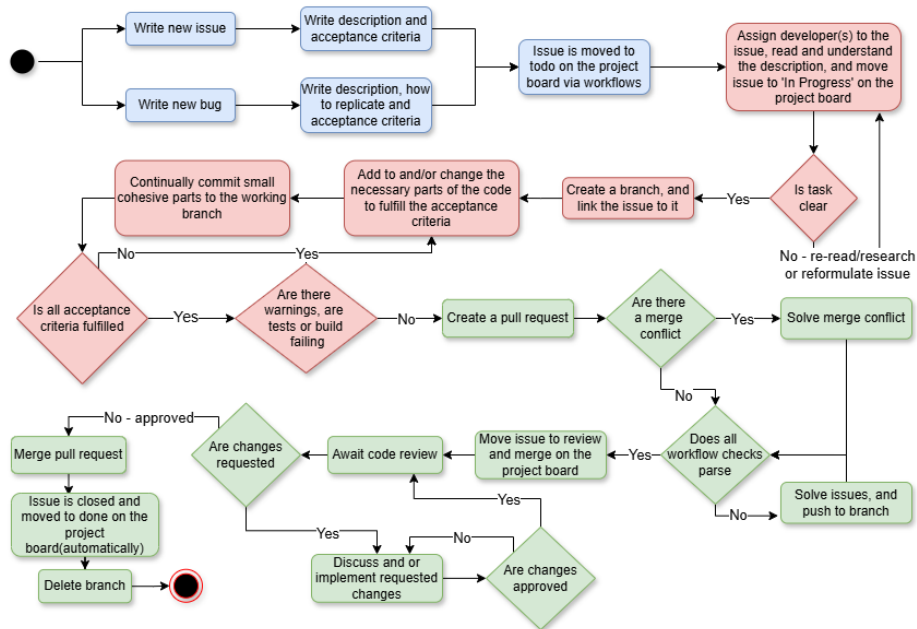 Write new issue
Write description and
acceptance criteria
Issue is moved to
todo on the project
board via workflows
Assign developer(s) to the
issue, read and understand
the description, and move
issue to 'In Progress' on the
project board
Write new bug
Write description, how
to replicate and
acceptance criteria
Is task
clear
Yes
No - re-read/research
or reformulate issue
Create a branch, and
link the issue to it
Add to and/or change the
necessary parts of the code
to fulfill the acceptance
criteria
Continually commit small
cohesive parts to the working
branch
Is all acceptance
criteria fulfilled
No
Yes
Are there
warnings, are
tests or build
failing
Yes
No
Create a pull request
Are there
a merge
conflict
Yes
Solve merge conflict
No
Does all
workflow checks
parse
No
Solve issues, and
push to branch
Yes
Move issue to review
and merge on the
project board
Await code review
Are changes
requested
Yes
Discuss and or
implement requested
changes
Are changes
approved
No
Yes
No - approved
Merge pull request
Issue is closed and
moved to done on the
project
board(automatically)
Delete branch